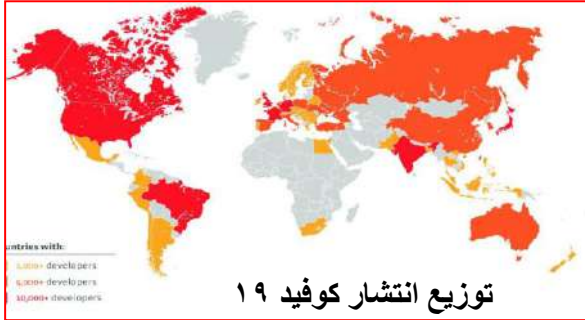 untries with:
1,000+ developers
5,000+ developers
10,000+ developers
توزيع انتشار كوفيد ١٩